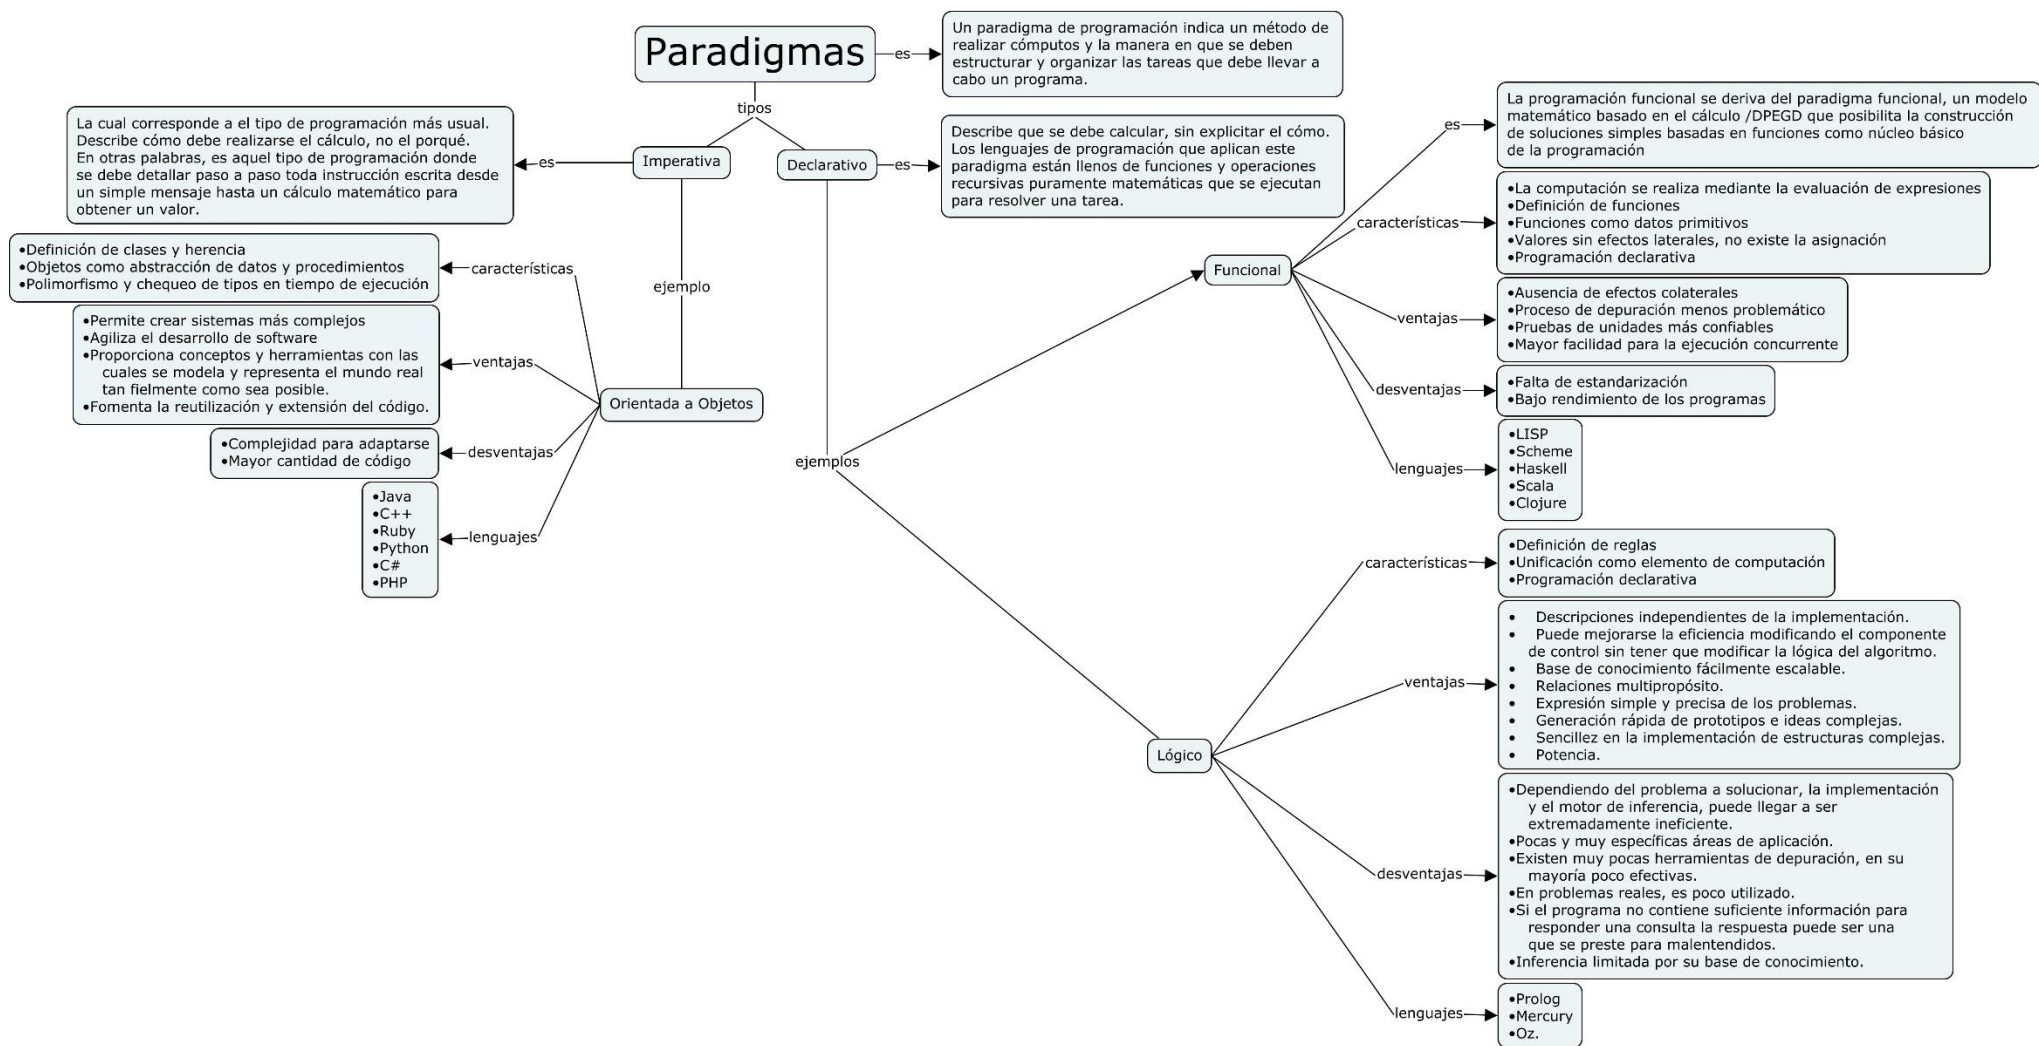 Paradigmas
es
Un paradigma de programación indica un método de
realizar cómputos y la manera en que se deben
estructurar y organizar las tareas que debe llevar a
cabo un programa.
tipos
Imperativa
es
La cual corresponde a el tipo de programación más usual.
Describe cómo debe realizarse el cálculo, no el porqué.
En otras palabras, es aquel tipo de programación donde
se debe detallar paso a paso toda instrucción escrita desde
un simple mensaje hasta un cálculo matemático para
obtener un valor.
ejemplo
Orientada a Objetos
características
•Definición de clases y herencia
•Objetos como abstracción de datos y procedimientos
•Polimorfismo y chequeo de tipos en tiempo de ejecución
ventajas
•Permite crear sistemas más complejos
•Agiliza el desarrollo de software
•Proporciona conceptos y herramientas con las
cuales se modela y representa el mundo real
tan fielmente como sea posible.
•Fomenta la reutilización y extensión del código.
desventajas
•Complejidad para adaptarse
•Mayor cantidad de código
lenguajes
•Java
•C++
•Ruby
•Python
•C#
•PHP
Declarativo
es
Describe que se debe calcular, sin explicitar el cómo.
Los lenguajes de programación que aplican este
paradigma están llenos de funciones y operaciones
recursivas puramente matemáticas que se ejecutan
para resolver una tarea.
ejemplos
Funcional
es
La programación funcional se deriva del paradigma funcional, un modelo
matemático basado en el cálculo /DPEGD que posibilita la construcción
de soluciones simples basadas en funciones como núcleo básico
de la programación
características
•La computación se realiza mediante la evaluación de expresiones
•Definición de funciones
•Funciones como datos primitivos
•Valores sin efectos laterales, no existe la asignación
•Programación declarativa
ventajas
•Ausencia de efectos colaterales
•Proceso de depuración menos problemático
•Pruebas de unidades más confiables
•Mayor facilidad para la ejecución concurrente
desventajas
•Falta de estandarización
•Bajo rendimiento de los programas
lenguajes
•LISP
•Scheme
•Haskell
•Scala
•Clojure
Lógico
características
•Definición de reglas
•Unificación como elemento de computación
•Programación declarativa
ventajas
• Descripciones independientes de la implementación.
• Puede mejorarse la eficiencia modificando el componente
de control sin tener que modificar la lógica del algoritmo.
• Base de conocimiento fácilmente escalable.
• Relaciones multipropósito.
• Expresión simple y precisa de los problemas.
• Generación rápida de prototipos e ideas complejas.
• Sencillez en la implementación de estructuras complejas.
• Potencia.
desventajas
•Dependiendo del problema a solucionar, la implementación
y el motor de inferencia, puede llegar a ser
extremadamente ineficiente.
•Pocas y muy específicas áreas de aplicación.
•Existen muy pocas herramientas de depuración, en su
mayoría poco efectivas.
•En problemas reales, es poco utilizado.
•Si el programa no contiene suficiente información para
responder una consulta la respuesta puede ser una
que se preste para malentendidos.
•Inferencia limitada por su base de conocimiento.
lenguajes
•Prolog
•Mercury
•Oz.